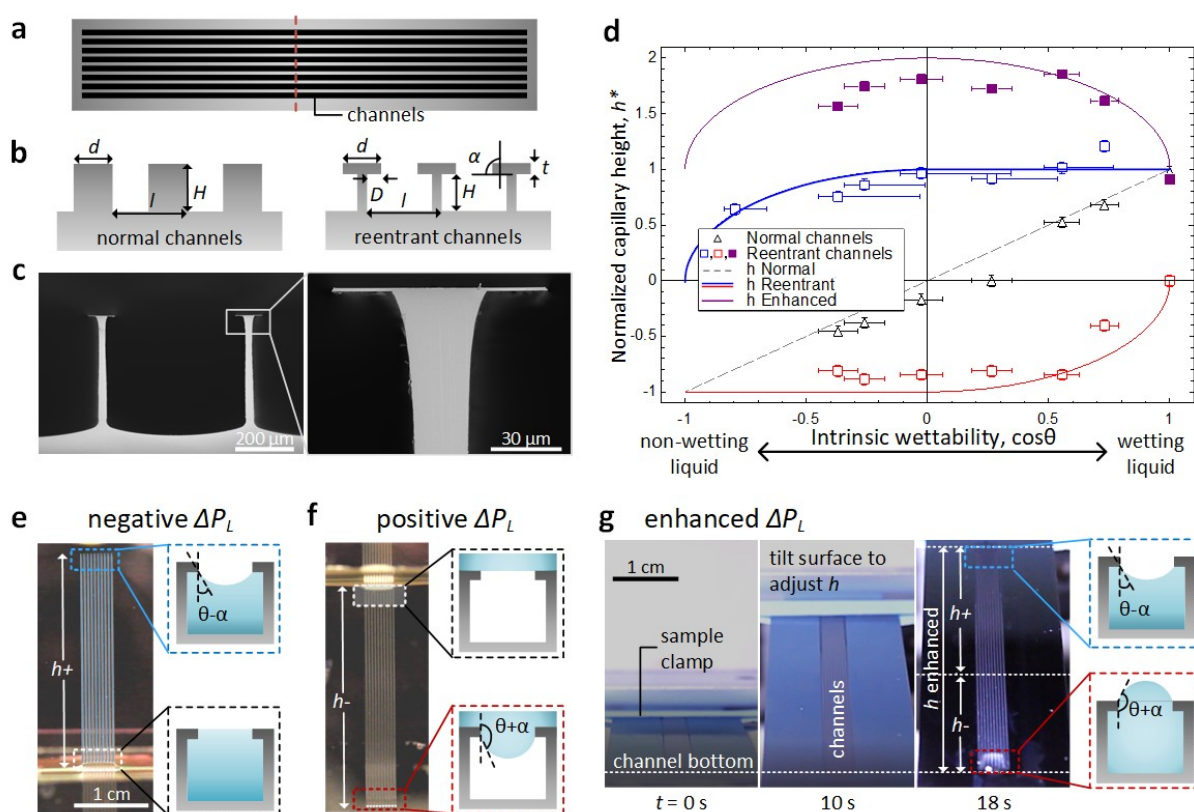 a
channels
b
d
l
H
normal channels
d
D
l
H
α
t
reentrant channels
c
200 µm
30 µm
d
Normalized capillary height, h*
2
1.5
1
0.5
0
-0.5
-1
Normal channels
Reentrant channels
h Normal
h Reentrant
h Enhanced
-1
-0.5
0
0.5
1
non-wetting
liquid
Intrinsic wettability, cosθ
wetting
liquid
e negative ΔP_L
h+
1 cm
θ-α
f positive ΔP_L
h-
θ+α
g enhanced ΔP_L
1 cm
sample
clamp
channel bottom
t = 0 s
tilt surface to
adjust h
channels
10 s
h enhanced
h+
h-
18 s
θ-α
θ+α